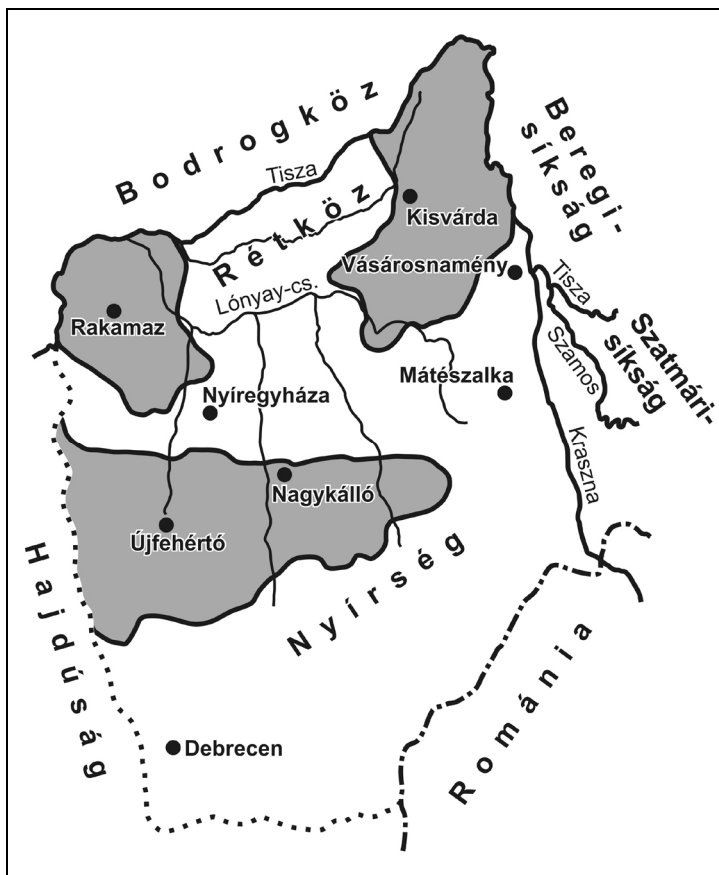 Bodrogköz
Beregi-
síkság
Tisza
Rétköz
Kisvárda
Vásárosnamény
Lónyay-cs.
Tisza
Rakamaz
Szamos
Szatmári-
síkság
Mátészalka
Nyíregyháza
Kraszna
Nagykálló
Újfehértó
Nyírség
Hajdúság
Románia
Debrecen